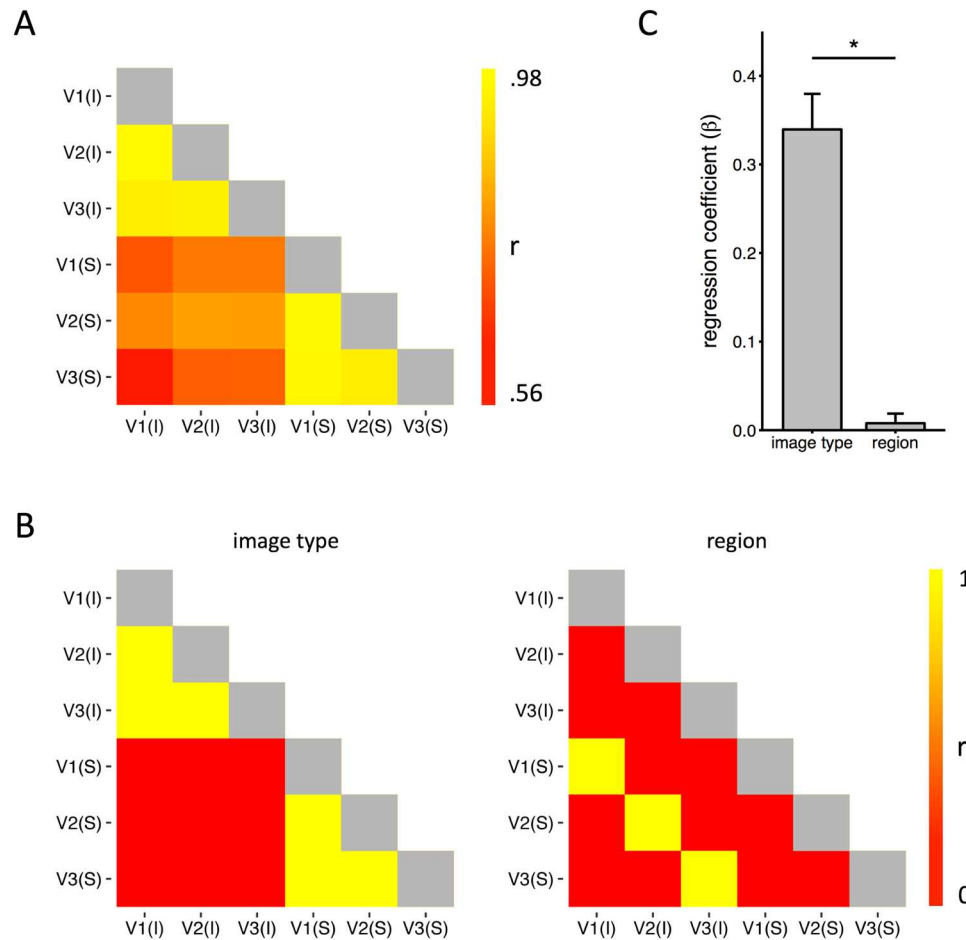 A
V1(I)
V2(I)
V3(I)
V1(S)
V2(S)
V3(S)
V1(I) V2(I) V3(I) V1(S) V2(S) V3(S)
.98
r
.56
C
regression coefficient (β)
0.4
0.3
0.2
0.1
0.0
*
image type region
B
image type
V1(I)
V2(I)
V3(I)
V1(S)
V2(S)
V3(S)
V1(I) V2(I) V3(I) V1(S) V2(S) V3(S)
region
V1(I)
V2(I)
V3(I)
V1(S)
V2(S)
V3(S)
V1(I) V2(I) V3(I) V1(S) V2(S) V3(S)
1
r
0